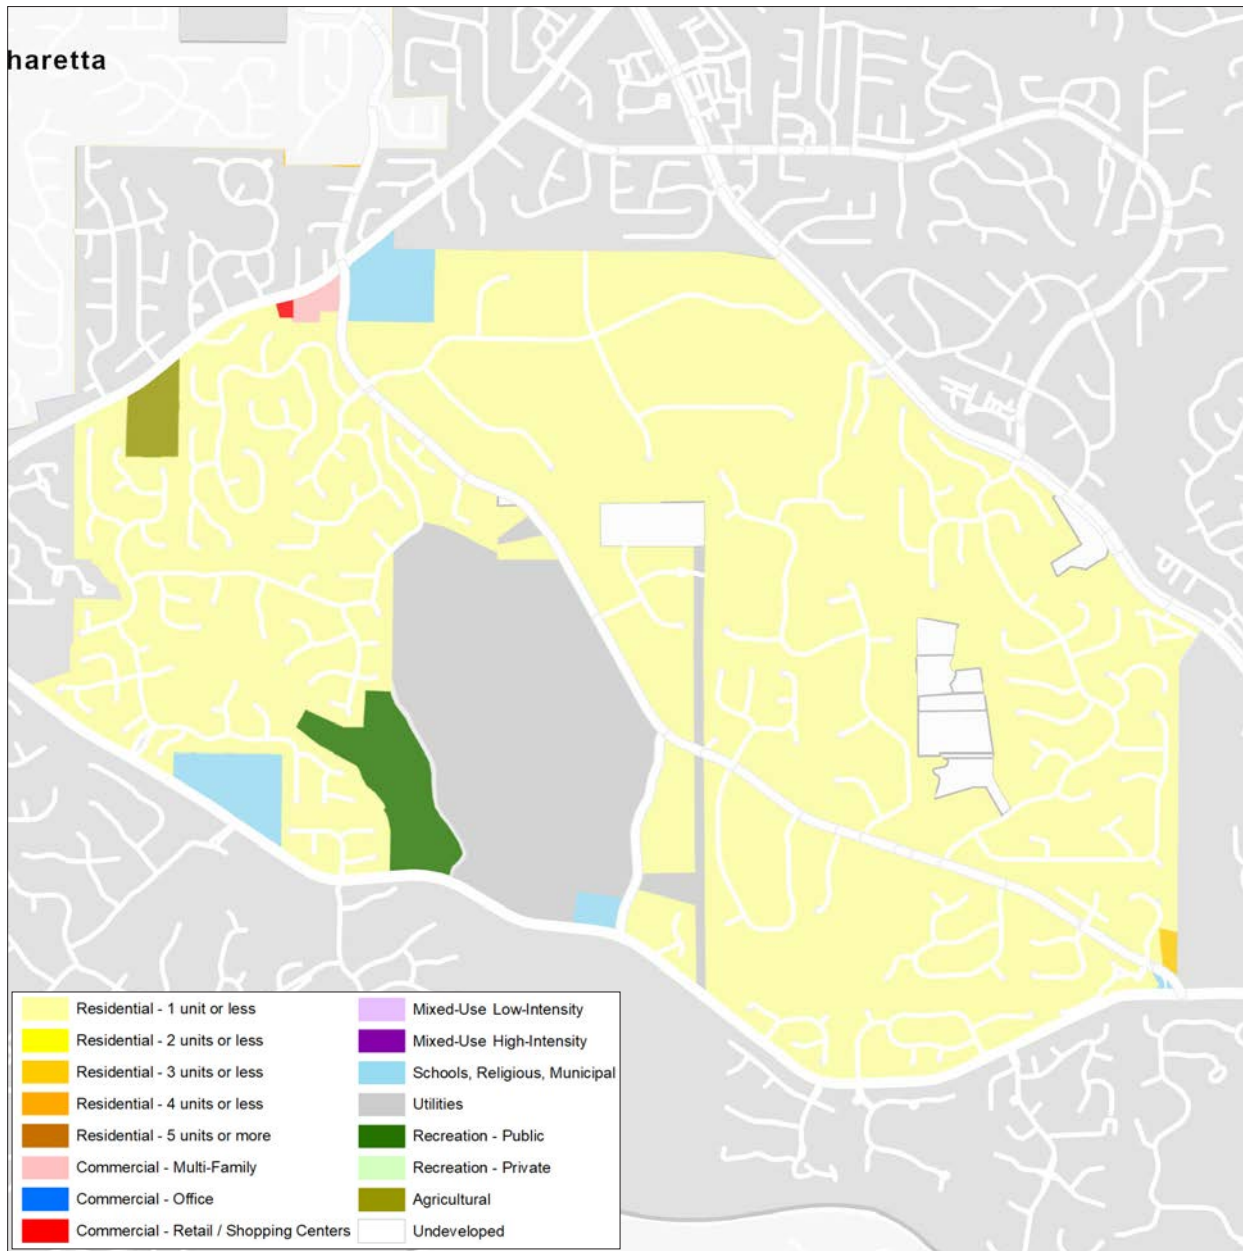 haretta
Residential - 1 unit or less
Residential - 2 units or less
Residential - 3 units or less
Residential - 4 units or less
Residential - 5 units or more
Commercial - Multi-Family
Commercial - Office
Commercial - Retail / Shopping Centers
Mixed-Use Low-Intensity
Mixed-Use High-Intensity
Schools, Religious, Municipal
Utilities
Recreation - Public
Recreation - Private
Agricultural
Undeveloped